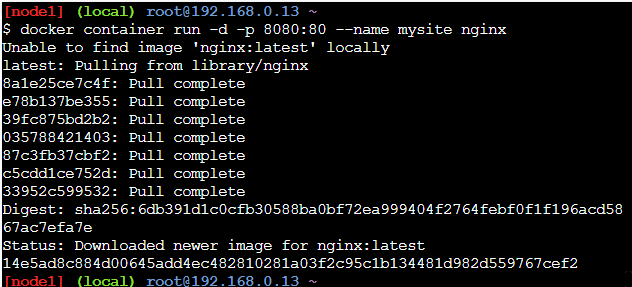 [node1] (local) root@192.168.0.13 ~
$ docker container run -d -p 8080:80 --name mysite nginx
Unable to find image 'nginx:latest' locally
latest: Pulling from library/nginx
8a1e25ce7c4f: Pull complete
e78b137be355: Pull complete
39fc875bd2b2: Pull complete
035788421403: Pull complete
87c3fb37cbf2: Pull complete
c5cdd1ce752d: Pull complete
33952c599532: Pull complete
Digest: sha256:6db391d1c0cfb30588ba0bf72ea999404f2764febf0f1f196acd58
67ac7efa7e
Status: Downloaded newer image for nginx:latest
14e5ad8c884d00645add4ec482810281a03f2c95c1b134481d982d559767cef2
[node1] (local) root@192.168.0.13 ~